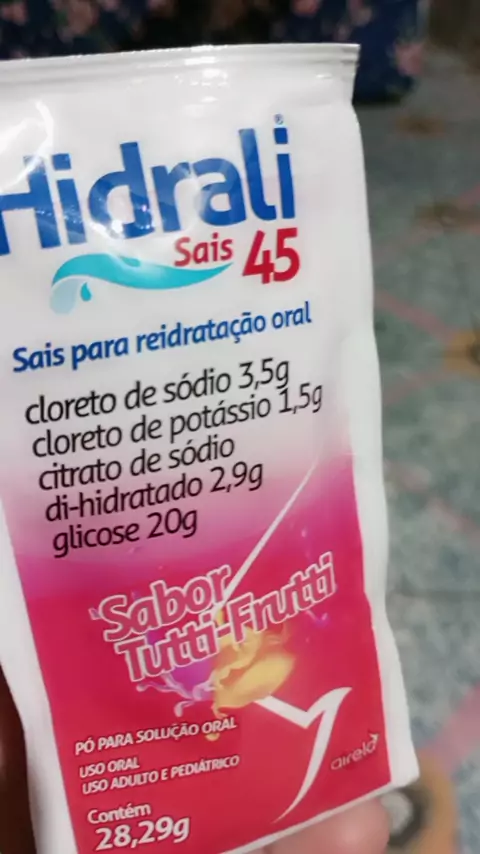 Hidrali®
Sais 45
Sais para reidratação oral
cloreto de sódio 3,5g
cloreto de potássio 1,5g
citrato de sódio
di-hidratado 2,9g
glicose 20g
Sabor
Tutti-Frutti
PÓ PARA SOLUÇÃO ORAL
USO ORAL
USO ADULTO E PEDIÁTRICO
Contém
28,29g
airela